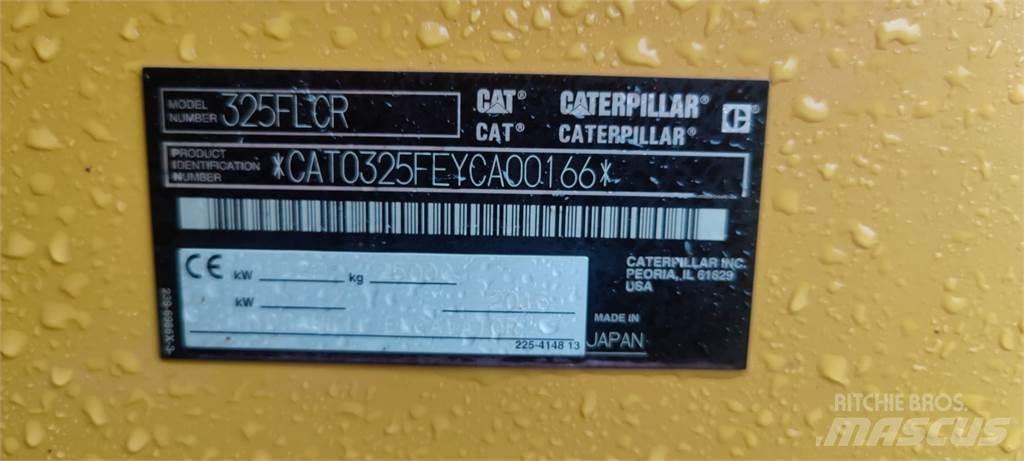 MODEL NUMBER 325FLCR
CAT® CATERPILLAR®
CAT® CATERPILLAR®
PRODUCT IDENTIFICATION NUMBER *CAT0325FEYCA00166*
CATERPILLAR INC.
PEORIA, IL 61629
USA
CE kW kg
kW
225-4148 13
MADE IN
JAPAN
RITCHIE BROS.
MASCUS